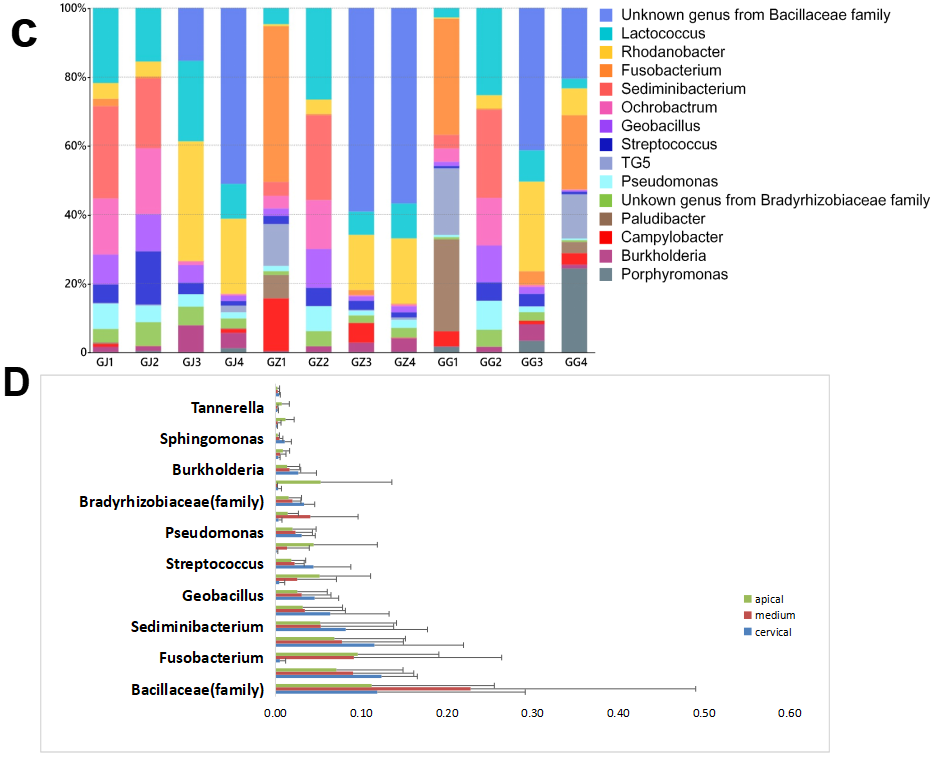 C
100%
80%
60%
40%
20%
0
GJ1 GJ2 GJ3 GJ4 GZ1 GZ2 GZ3 GZ4 GG1 GG2 GG3 GG4
Unknown genus from Bacillaceae family
Lactococcus
Rhodanobacter
Fusobacterium
Sediminibacterium
Ochrobactrum
Geobacillus
Streptococcus
TG5
Pseudomonas
Unkown genus from Bradyrhizobiaceae family
Paludibacter
Campylobacter
Burkholderia
Porphyromonas
D
Tannerella
Sphingomonas
Burkholderia
Bradyrhizobiaceae(family)
Pseudomonas
Streptococcus
Geobacillus
Sediminibacterium
Fusobacterium
Bacillaceae(family)
0.00 0.10 0.20 0.30 0.40 0.50 0.60
apical
medium
cervical